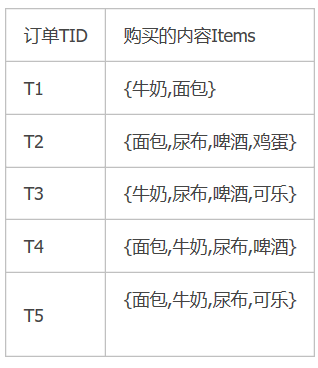 订单TID 购买的内容Items
T1 {牛奶,面包}
T2 {面包,尿布,啤酒,鸡蛋}
T3 {牛奶,尿布,啤酒,可乐}
T4 {面包,牛奶,尿布,啤酒}
T5 {面包,牛奶,尿布,可乐}